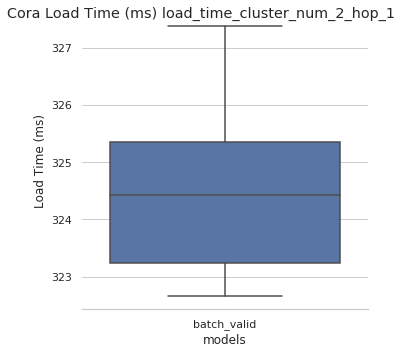 Cora Load Time (ms) load_time_cluster_num_2_hop_1
327
326
325
324
323
Load Time (ms)
batch_valid
models